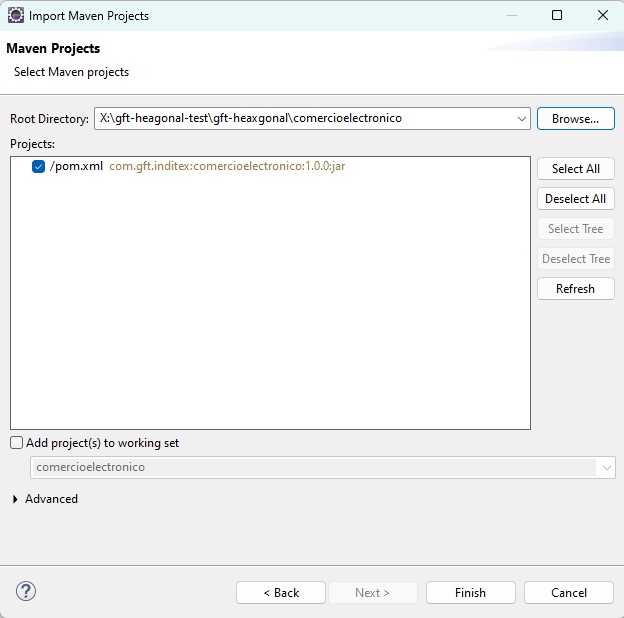 Import Maven Projects
Maven Projects
Select Maven projects
Root Directory: X:\gft-heagonal-test\gft-heaxgonal\comercioelectronico Browse...
Projects:
/pom.xml com.gft.inditex:comercioelectronico:1.0.0:jar
Select All
Deselect All
Select Tree
Deselect Tree
Refresh
Add project(s) to working set
comercioelectronico
Advanced
? < Back Next > Finish Cancel